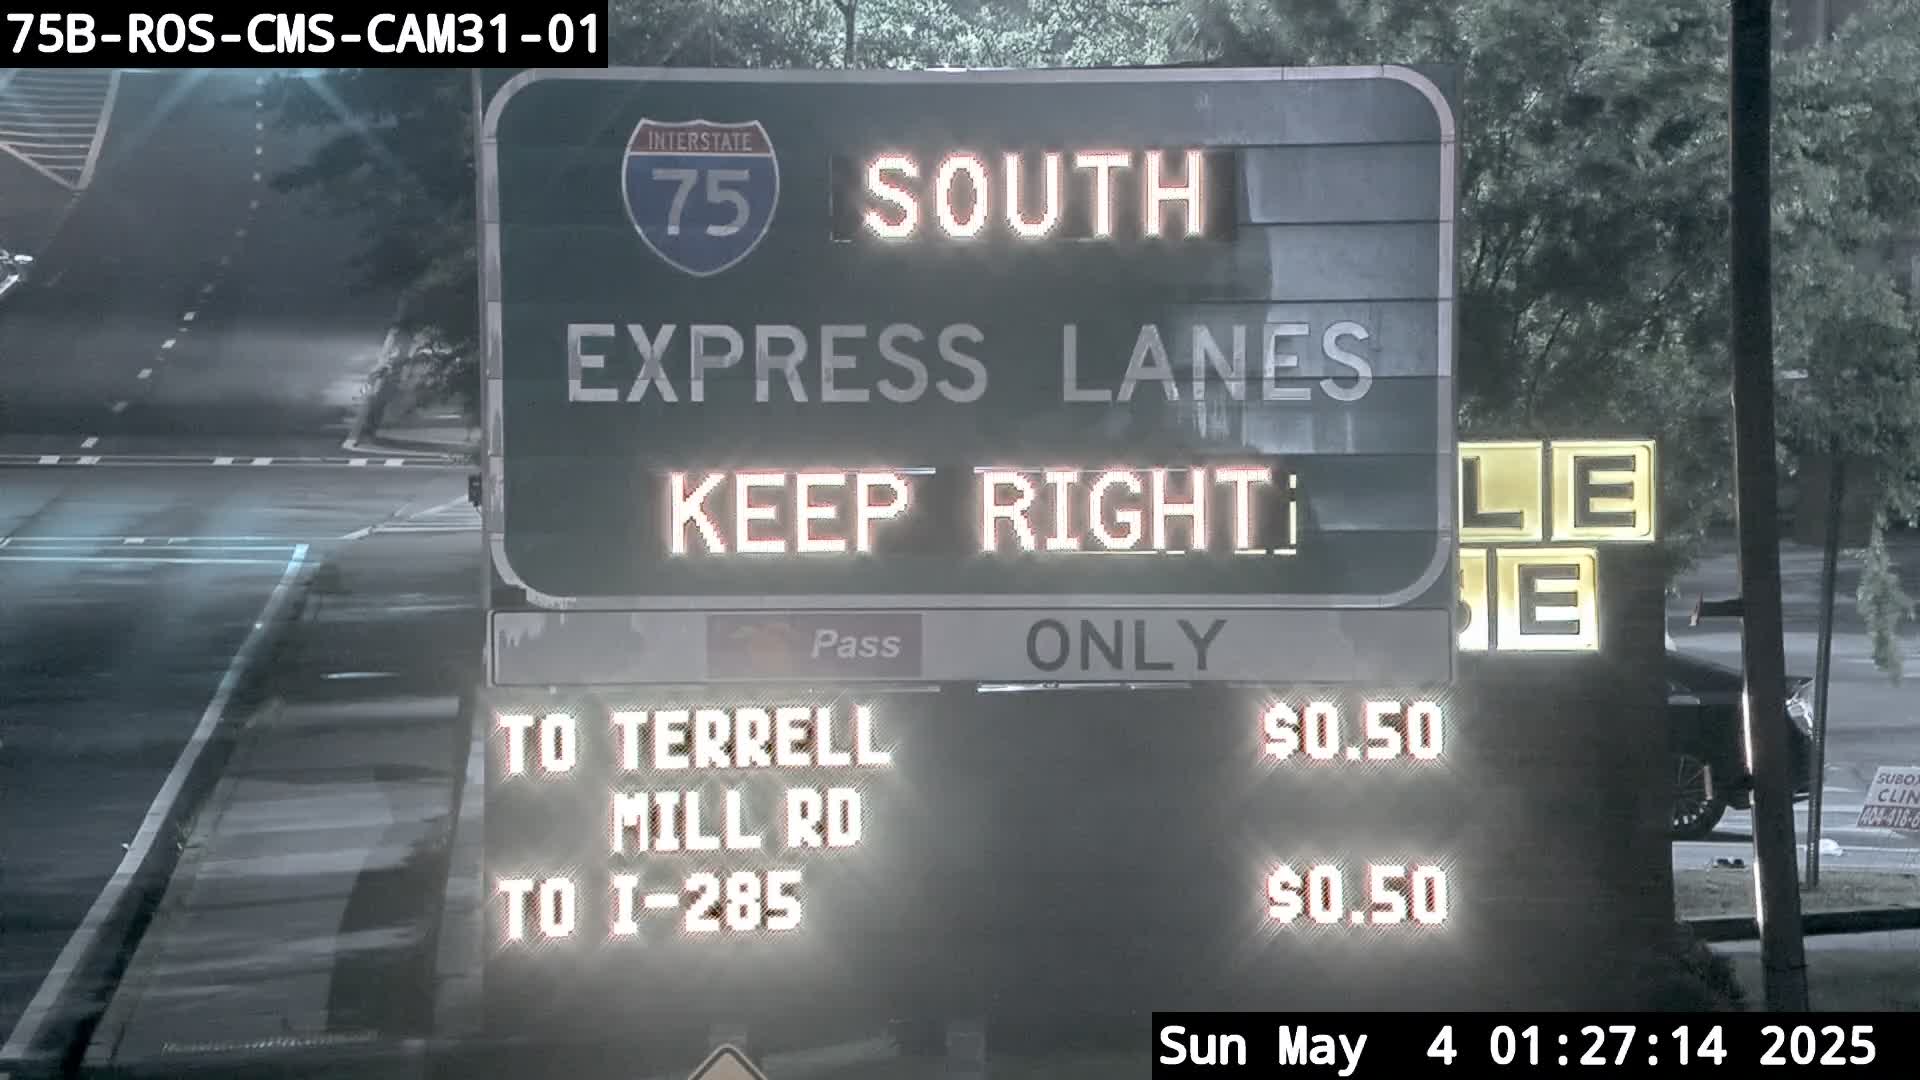 75B-ROS-CMS-CAM31-01
INTERSTATE
75
SOUTH
EXPRESS LANES
KEEP RIGHT
Pass ONLY
TO TERRELL $0.50
MILL RD
TO I-285 $0.50
LE
E
CLIN
Sun May 4 01:27:14 2025